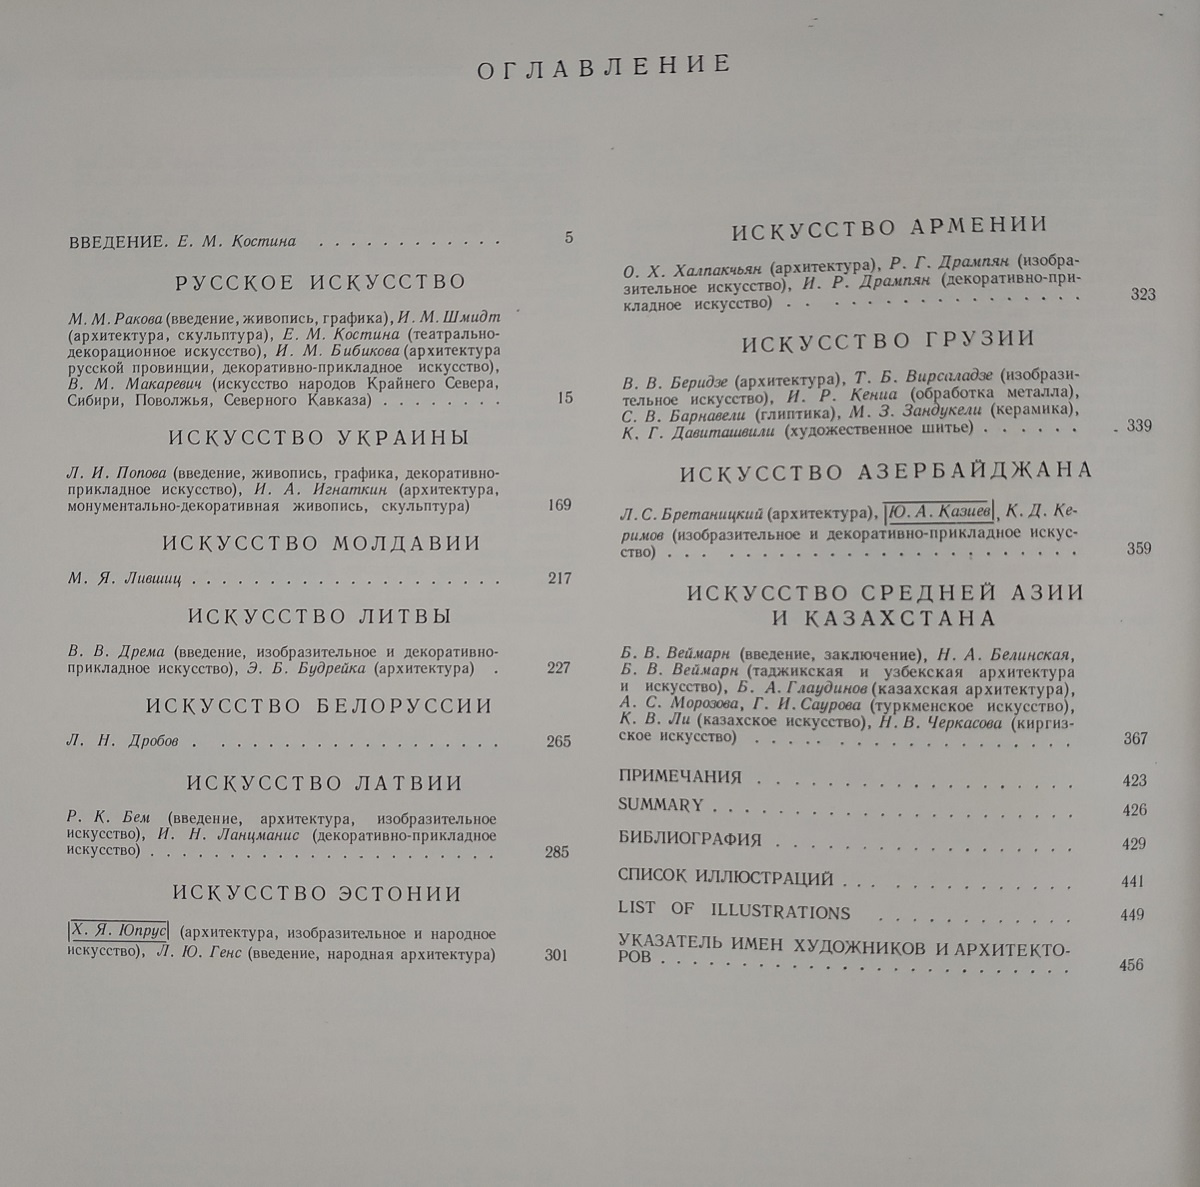 ОГЛАВЛЕНИЕ
ВВЕДЕНИЕ. Е. М. Костина . . . . . . . . . . . . 5
РУССКОЕ ИСКУССТВО
М. М. Ракова (введение, живопись, графика), И. М. Шмидт
(архитектура, скульптура), Е. М. Костина (театрально-
декорационное искусство), И. М. Бибикова (архитектура
русской провинции, декоративно-прикладное искусство),
В. М. Макаревич (искусство народов Крайнего Севера,
Сибири, Поволжья, Северного Кавказа) . . . . . . . . 15
ИСКУССТВО УКРАИНЫ
Л. И. Попова (введение, живопись, графика, декоративно-
прикладное искусство), И. А. Игнаткин (архитектура,
монументально-декоративная живопись, скульптура) 169
ИСКУССТВО МОЛДАВИИ
М. Я. Лившиц . . . . . . . . . . . . . . . . . . 217
ИСКУССТВО ЛИТВЫ
В. В. Дрема (введение, изобразительное и декоративно-
прикладное искусство), Э. Б. Будрейка (архитектура) . 227
ИСКУССТВО БЕЛОРУССИИ
Л. Н. Дробов . . . . . . . . . . . . . . . . . 265
ИСКУССТВО ЛАТВИИ
Р. К. Бем (введение, архитектура, изобразительное
искусство), И. Н. Ланцманис (декоративно-прикладное
искусство) . . . . . . . . . . . . . . . . . . . . 285
ИСКУССТВО ЭСТОНИИ
Х. Я. Юпрус (архитектура, изобразительное и народное
искусство), Л. Ю. Генс (введение, народная архитектура) 301
ИСКУССТВО АРМЕНИИ
О. Х. Халпакчьян (архитектура), Р. Г. Дрампян (изобра-
зительное искусство), И. Р. Дрампян (декоративно-при-
кладное искусство) . . . . . . . . . . . . . . . . 323
ИСКУССТВО ГРУЗИИ
В. В. Беридзе (архитектура), Т. Б. Вирсаладзе (изобрази-
тельное искусство), И. Р. Кениа (обработка металла),
С. В. Барнавели (глиптика), М. З. Зандукели (керамика),
К. Г. Давиташвили (художественное шитье) . . . . . . . 339
ИСКУССТВО АЗЕРБАЙДЖАНА
Л. С. Бретаницкий (архитектура), Ю. А. Казиев, К. Д. Ке-
римов (изобразительное и декоративно-прикладное искус-
ство) . . . . . . . . . . . . . . . . . . . . . . . 359
ИСКУССТВО СРЕДНЕЙ АЗИИ
И КАЗАХСТАНА
Б. В. Веймарн (введение, заключение), Н. А. Белинская,
Б. В. Веймарн (таджикская и узбекская архитектура
и искусство), Б. А. Глаудинов (казахская архитектура),
А. С. Морозова, Г. И. Саурова (туркменское искусство),
К. В. Ли (казахское искусство), Н. В. Черкасова (киргиз-
ское искусство) . . . . . . . . . . . . . . . . . . . 367
ПРИМЕЧАНИЯ . . . . . . . . . . . . . . . . . . 423
SUMMARY . . . . . . . . . . . . . . . . . . . . . 426
БИБЛИОГРАФИЯ . . . . . . . . . . . . . . . . . 429
СПИСОК ИЛЛЮСТРАЦИЙ . . . . . . . . . . . . . 441
LIST OF ILLUSTRATIONS . . . . . . . . . . . 449
УКАЗАТЕЛЬ ИМЕН ХУДОЖНИКОВ И АРХИТЕКТО-
РОВ . . . . . . . . . . . . . . . . . . . . . . . . 456